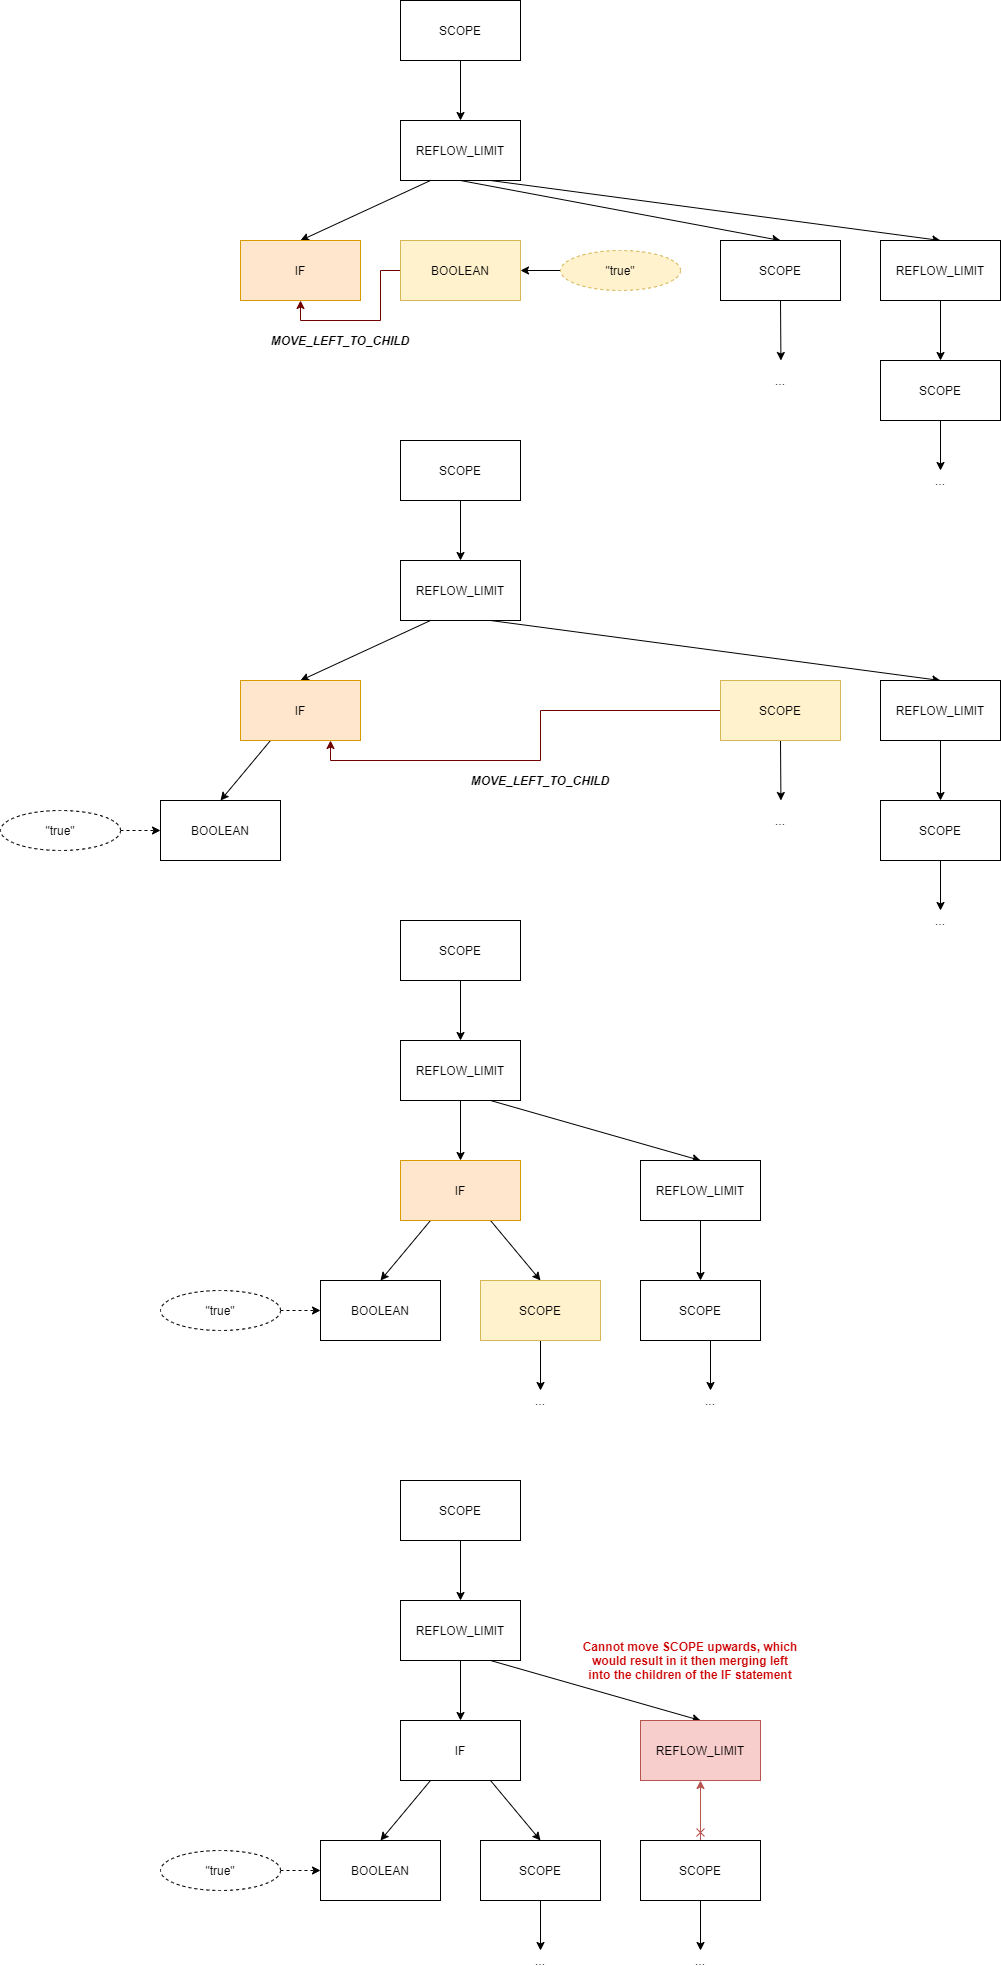 SCOPE
REFLOW_LIMIT
IF
BOOLEAN
"true"
SCOPE
REFLOW_LIMIT
MOVE_LEFT_TO_CHILD
...
SCOPE
...
SCOPE
REFLOW_LIMIT
IF
SCOPE
REFLOW_LIMIT
MOVE_LEFT_TO_CHILD
...
"true"
BOOLEAN
SCOPE
...
SCOPE
REFLOW_LIMIT
IF
REFLOW_LIMIT
"true"
BOOLEAN
SCOPE
SCOPE
...
...
SCOPE
REFLOW_LIMIT
Cannot move SCOPE upwards, which
would result in it then merging left
into the children of the IF statement
IF
REFLOW_LIMIT
"true"
BOOLEAN
SCOPE
SCOPE
...
...